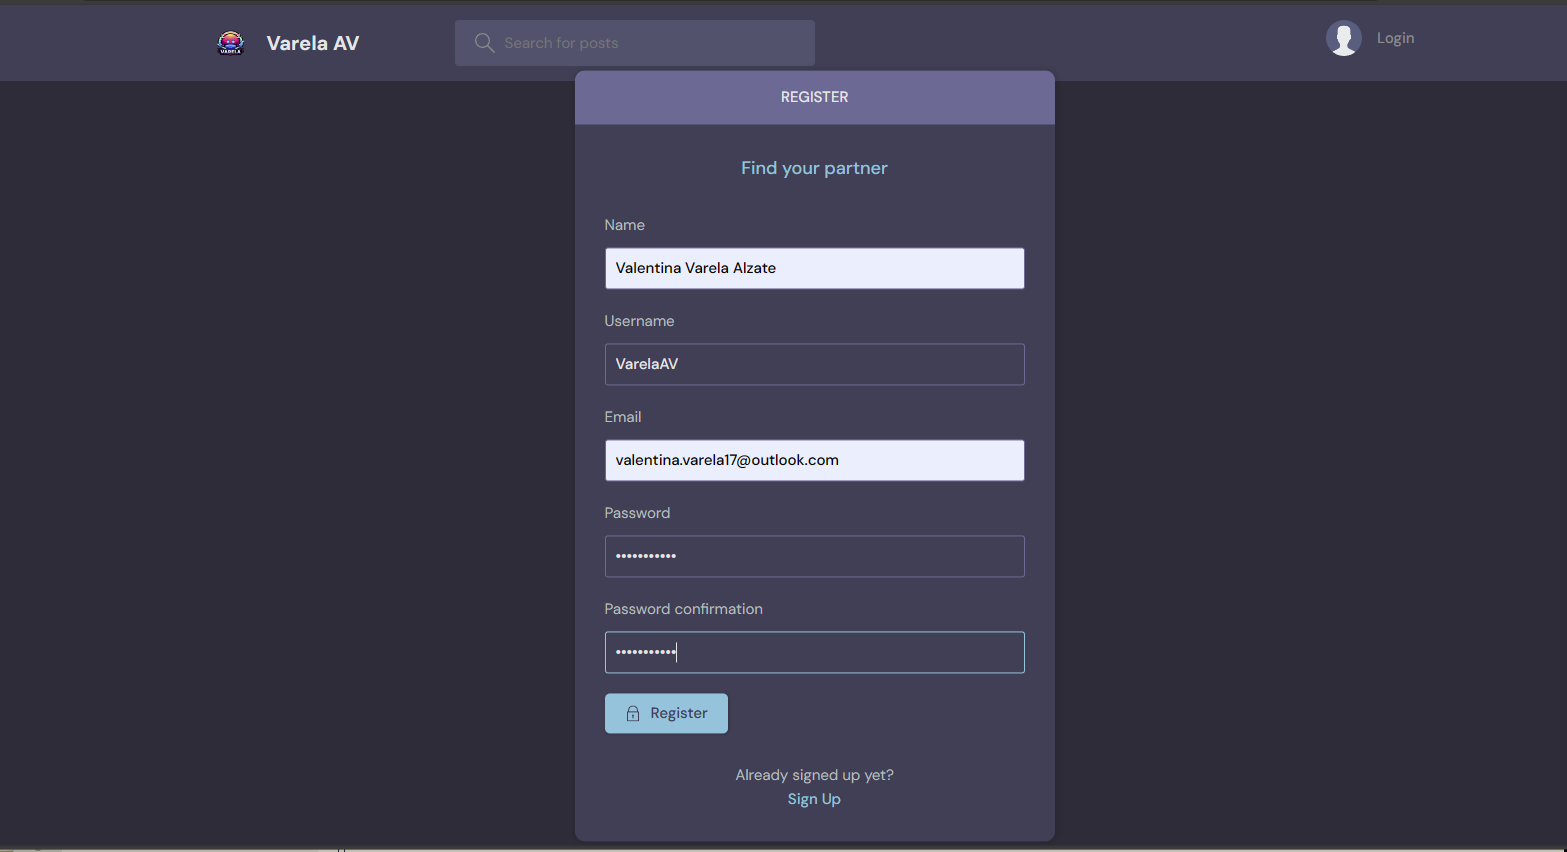 VARELA
Varela AV
Search for posts
Login
REGISTER
Find your partner
Name
Valentina Varela Alzate
Username
VarelaAV
Email
valentina.varela17@outlook.com
Password
•••••••••••
Password confirmation
•••••••••••
Register
Already signed up yet?
Sign Up